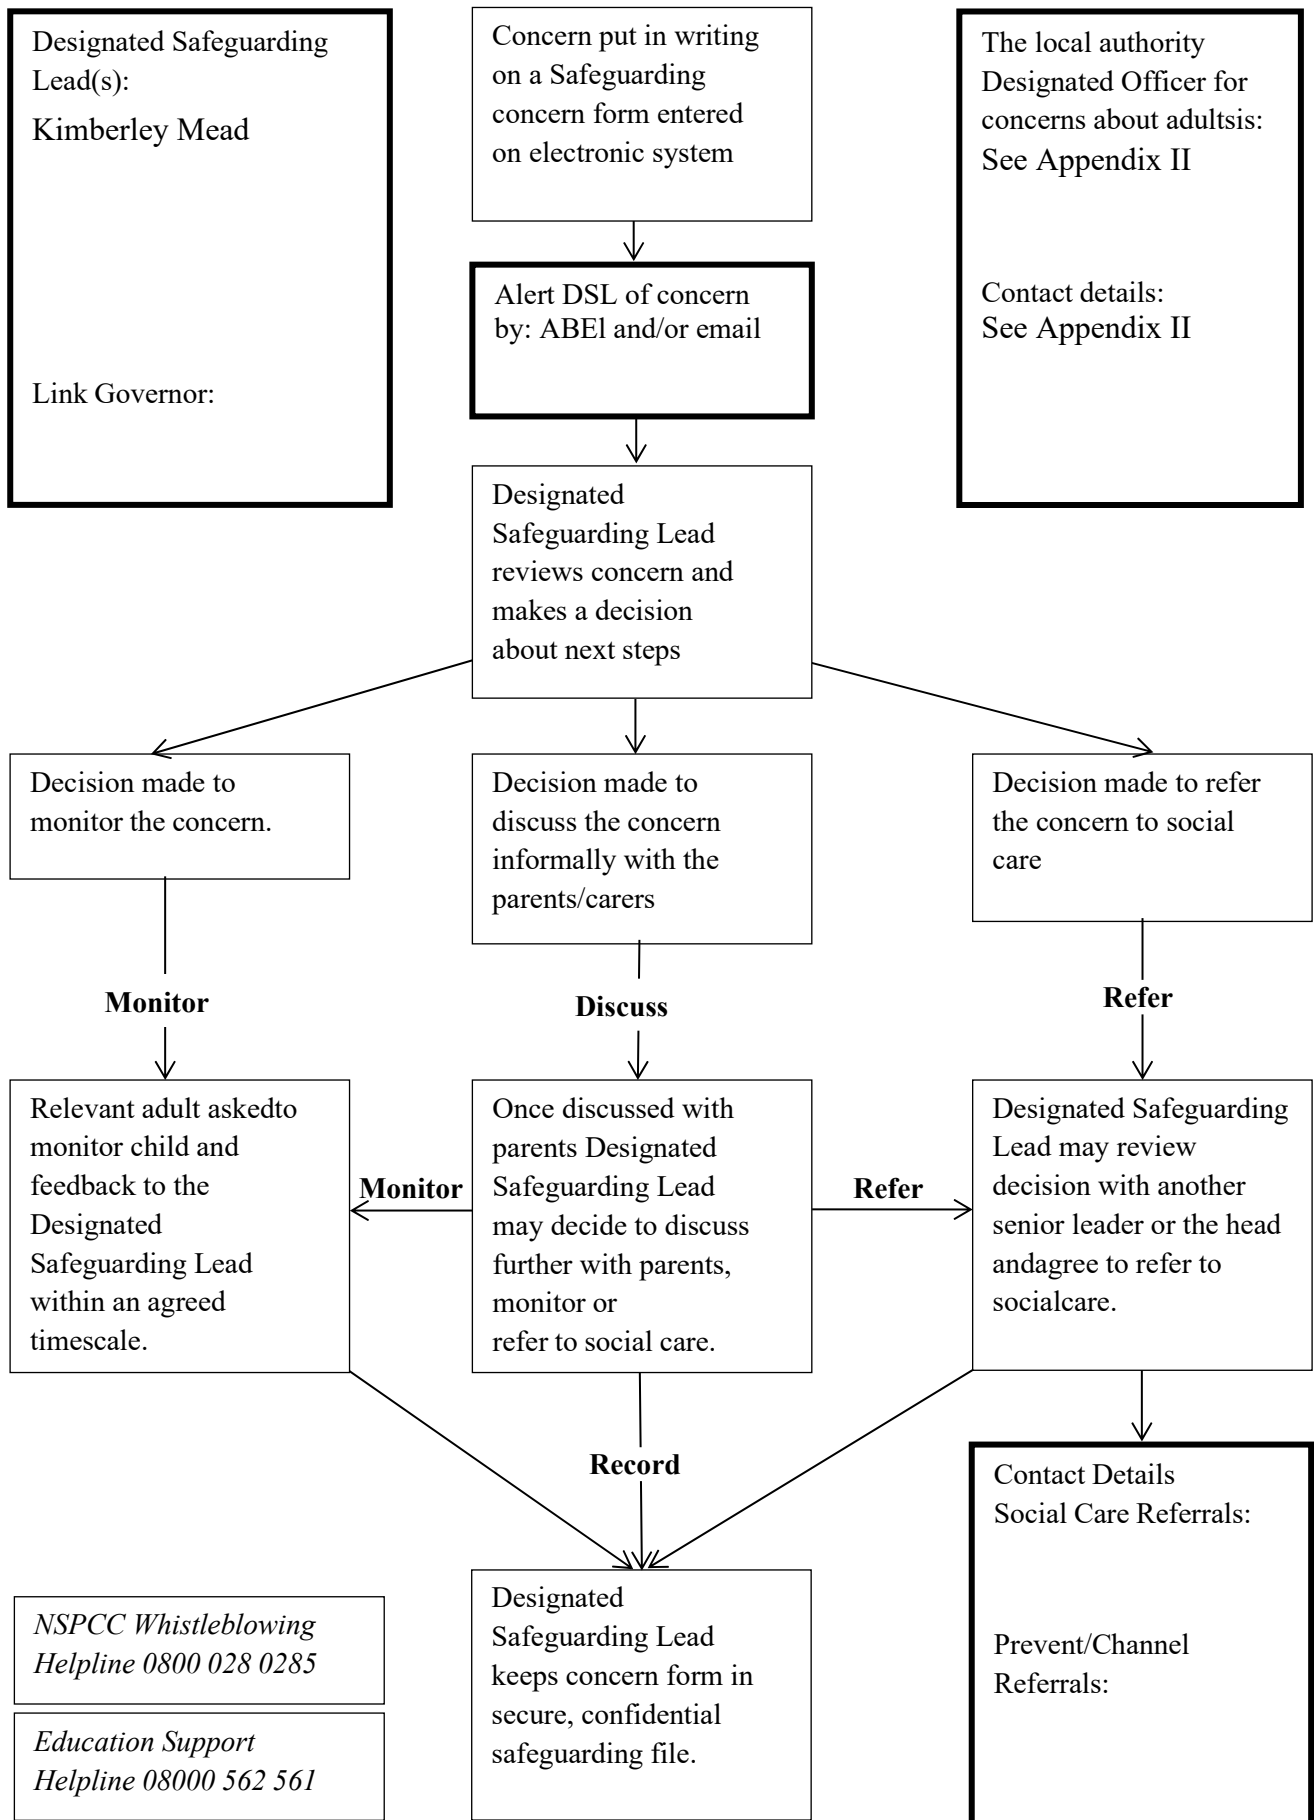 Designated Safeguarding
Lead(s):
Kimberley Mead
Link Governor:
Concern put in writing
on a Safeguarding
concern form entered
on electronic system
The local authority
Designated Officer for
concerns about adultsis:
See Appendix II
Contact details:
See Appendix II
Alert DSL of concern
by: ABEl and/or email
Designated
Safeguarding Lead
reviews concern and
makes a decision
about next steps
Decision made to
monitor the concern.
Decision made to
discuss the concern
informally with the
parents/carers
Decision made to refer
the concern to social
care
Monitor
Discuss
Refer
Relevant adult askedto
monitor child and
feedback to the
Designated
Safeguarding Lead
within an agreed
timescale.
Monitor
Once discussed with
parents Designated
Safeguarding Lead
may decide to discuss
further with parents,
monitor or
refer to social care.
Refer
Designated Safeguarding
Lead may review
decision with another
senior leader or the head
andagree to refer to
socialcare.
Record
Contact Details
Social Care Referrals:
Prevent/Channel
Referrals:
Designated
Safeguarding Lead
keeps concern form in
secure, confidential
safeguarding file.
NSPCC Whistleblowing
Helpline 0800 028 0285
Education Support
Helpline 08000 562 561